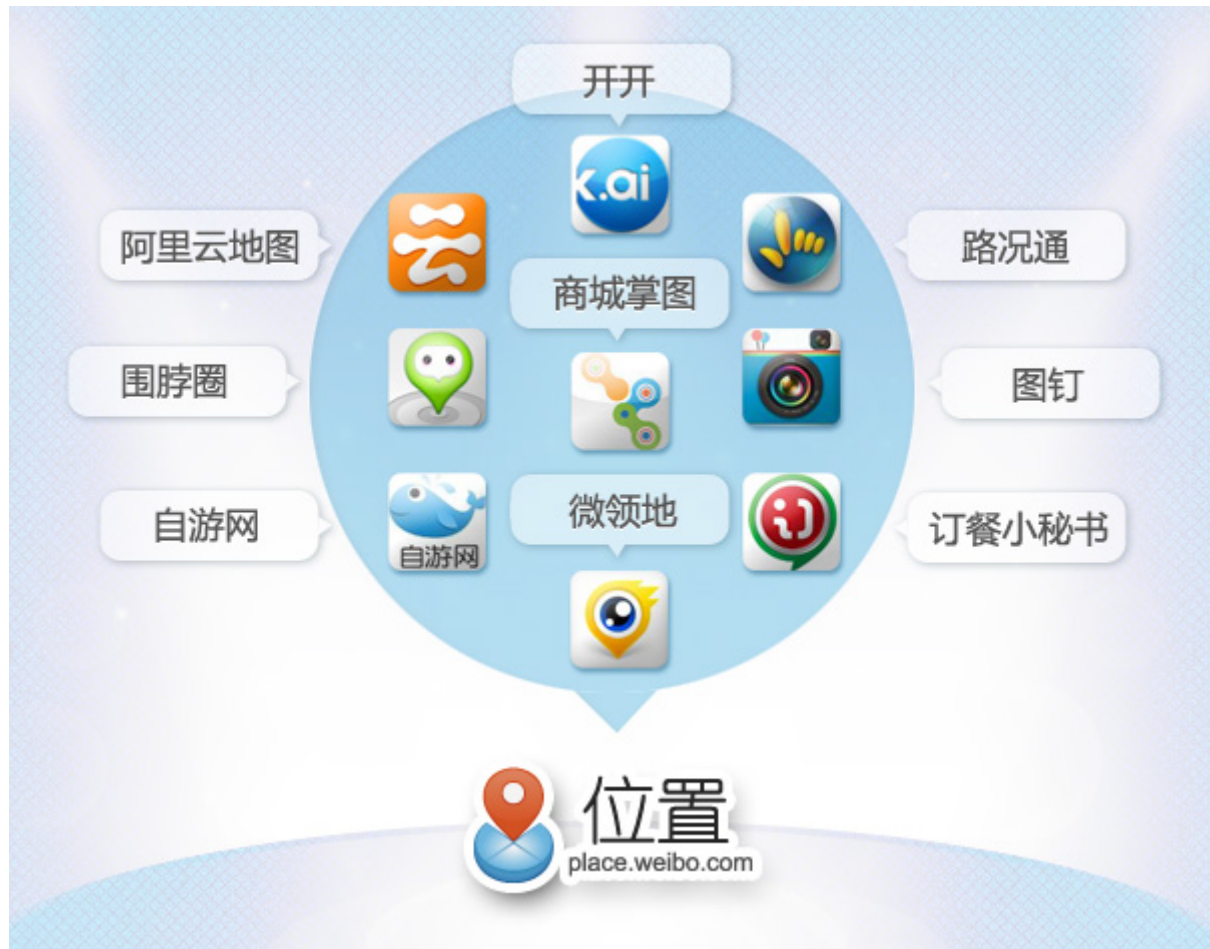 开开
k.ai
阿里云地图
云
路况通
商城掌图
围脖圈
图钉
自游网
自游网
微领地
订餐小秘书
位置
place.weibo.com